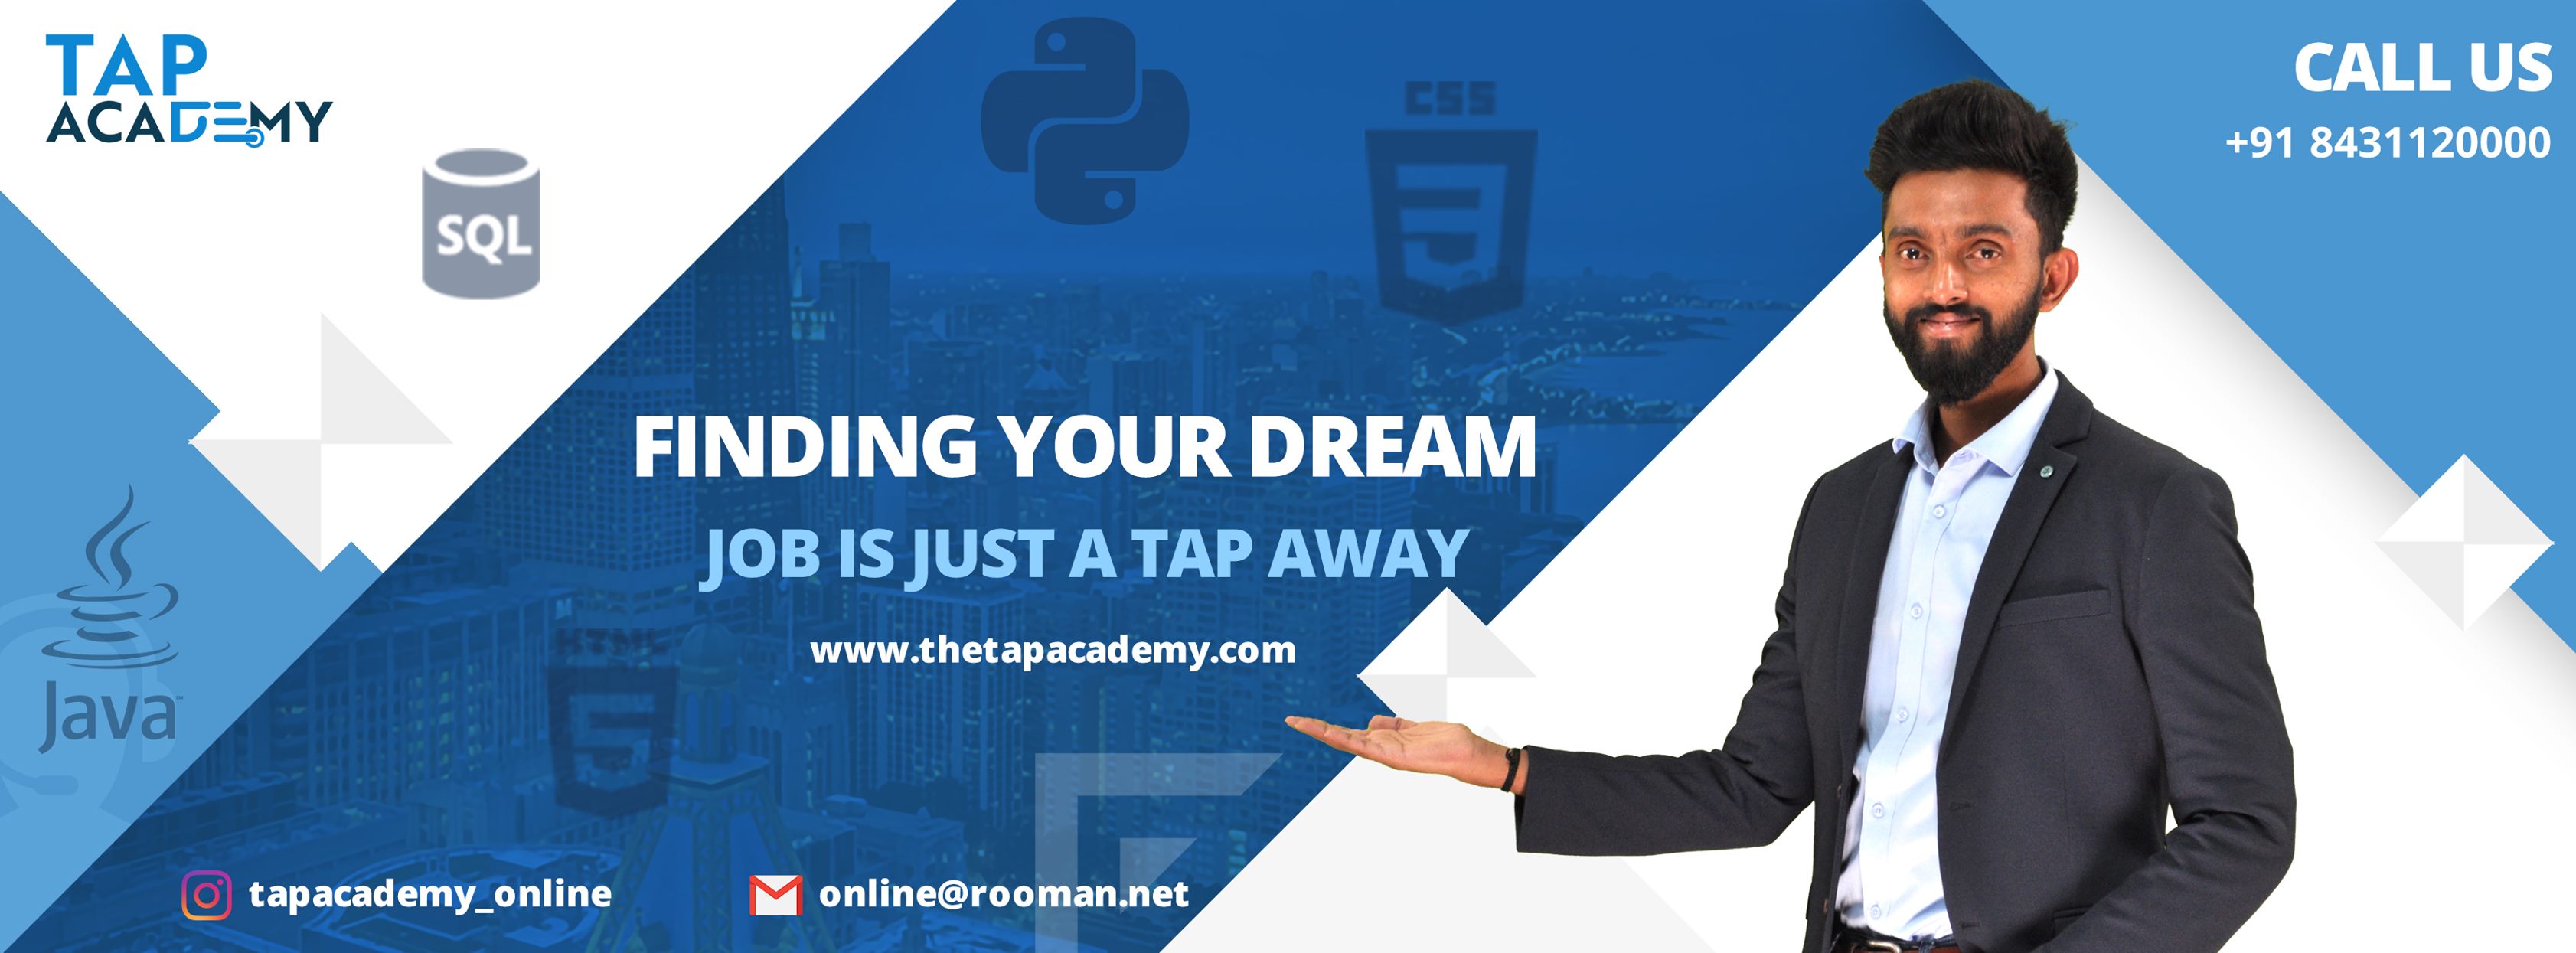 TAP
ACADEMY
CALL US
+91 8431120000
CSS
SQL
FINDING YOUR DREAM
JOB IS JUST A TAP AWAY
www.thetapacademy.com
HTML
Java™
tapacademy_online
online@rooman.net